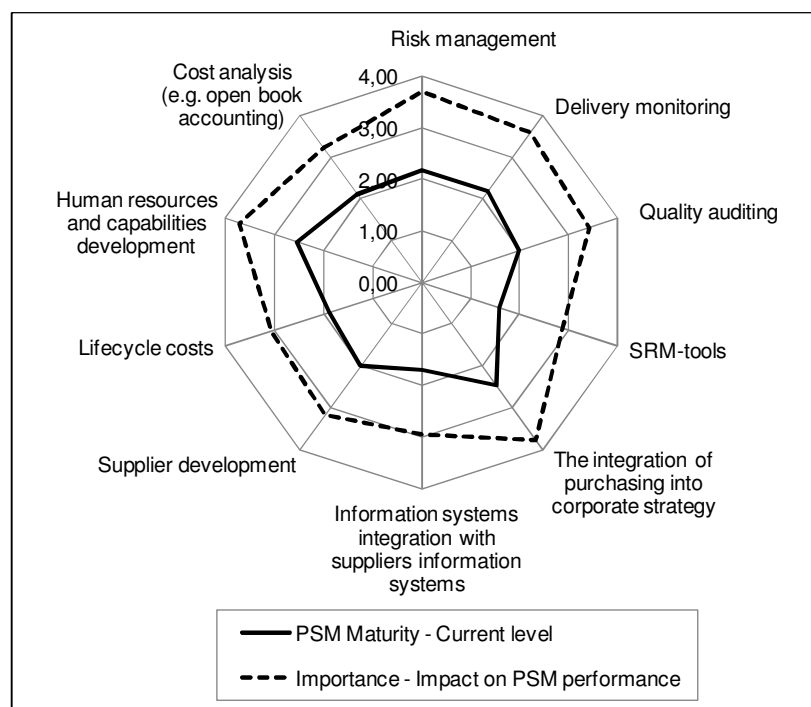 Risk management
Cost analysis
(e.g. open book
accounting)
4,00
Delivery monitoring
3,00
2,00
Human resources
and capabilities
development
Quality auditing
1,00
0,00
Lifecycle costs
SRM-tools
Supplier development
The integration of
purchasing into
corporate strategy
Information systems
integration with
suppliers information
systems
PSM Maturity - Current level
Importance - Impact on PSM performance